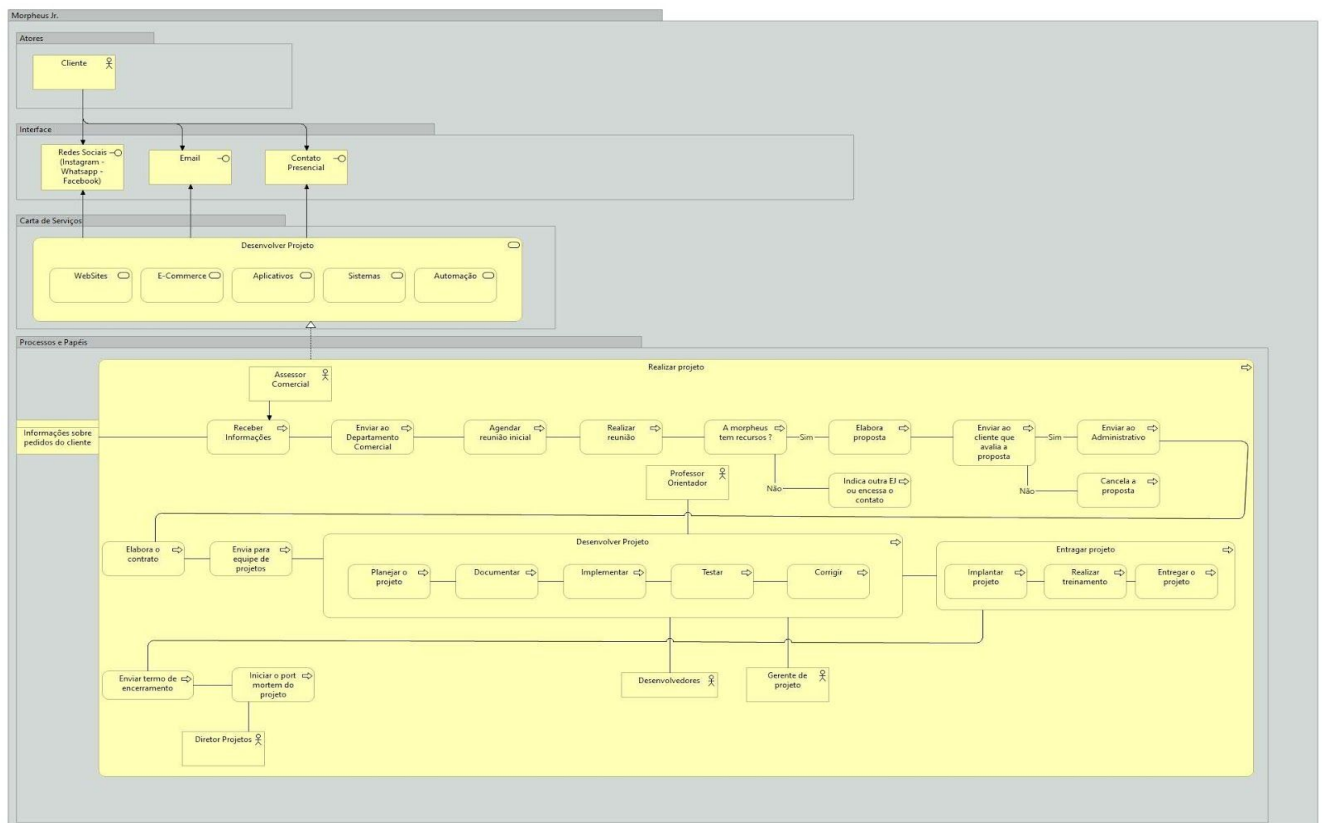 Morpheus Jr.
Atores
Cliente
Interface
Redes Sociais
(Instagram -
Whatsapp -
Facebook)
Email
Contato
Presencial
Carta de Serviços
Desenvolver Projeto
WebSites
E-Commerce
Aplicativos
Sistemas
Automação
Processos e Papéis
Realizar projeto
Assessor
Comercial
Informações sobre
pedidos do cliente
Receber
Informações
Enviar ao
Departamento
Comercial
Agendar
reunião inicial
Realizar
reunião
A morpheus
tem recursos ?
Sim
Elabora
proposta
Enviar ao
cliente que
avalia a
proposta
Sim
Enviar ao
Administrativo
Professor
Orientador
Não
Indica outra EJ
ou encessa o
contato
Não
Cancela a
proposta
Elabora o
contrato
Envia para
equipe de
projetos
Desenvolver Projeto
Planejar o
projeto
Documentar
Implementar
Testar
Corrigir
Entragar projeto
Implantar
projeto
Realizar
treinamento
Entregar o
projeto
Enviar termo de
encerramento
Iniciar o port
mortem do
projeto
Desenvolvedores
Gerente de
projeto
Diretor Projetos